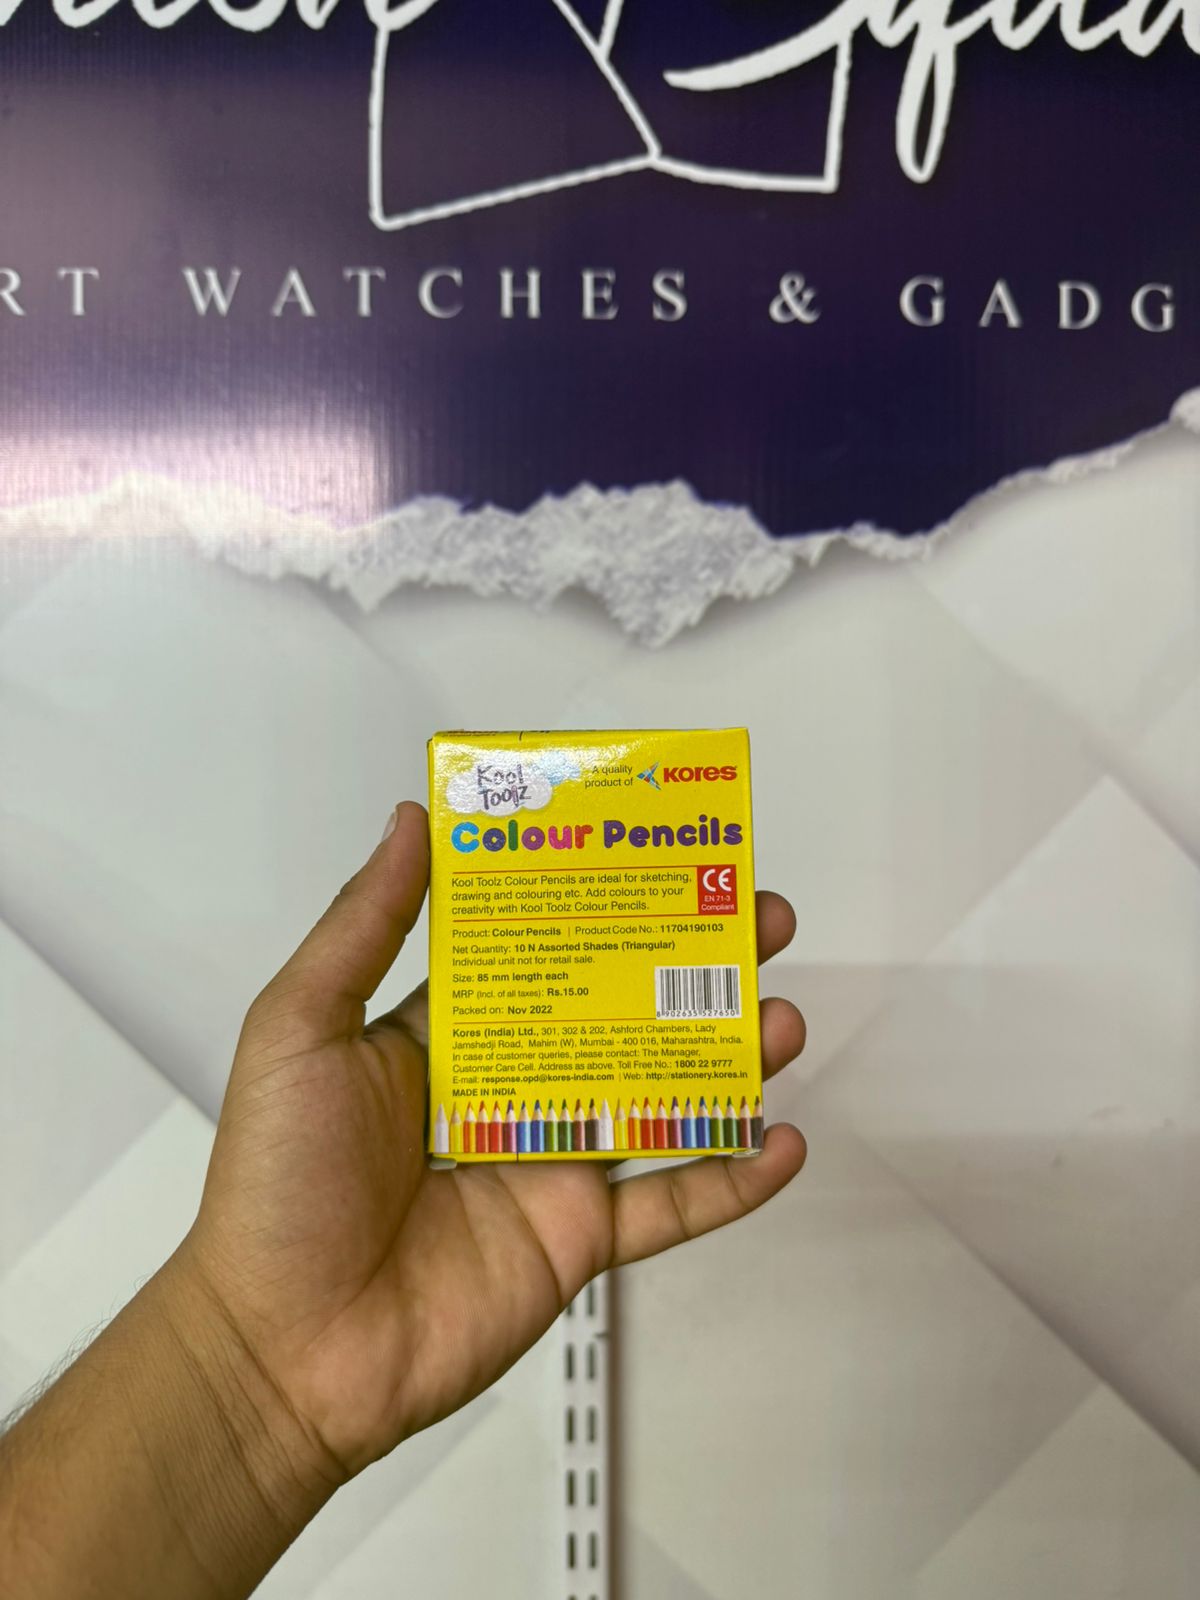 RT WATCHES & GADG
Kool
Toolz
A quality
product of
KORES
Colour Pencils
Kool Toolz Colour Pencils are ideal for sketching,
drawing and colouring etc. Add colours to your
creativity with Kool Toolz Colour Pencils.
CE
EN 71-3
Compliant
Product: Colour Pencils | Product Code No.: 11704190103
Net Quantity: 10 N Assorted Shades (Triangular)
Individual unit not for retail sale.
Size: 85 mm length each
MRP (Incl. of all taxes): Rs.15.00
Packed on: Nov 2022
8 902635 527650
Kores (India) Ltd., 301, 302 & 202, Ashford Chambers, Lady
Jamshedji Road, Mahim (W), Mumbai - 400 016, Maharashtra, India.
In case of customer queries, please contact: The Manager,
Customer Care Cell. Address as above. Toll Free No.: 1800 22 9777
E-mail: response.opd@kores-india.com | Web: http://stationery.kores.in
MADE IN INDIA